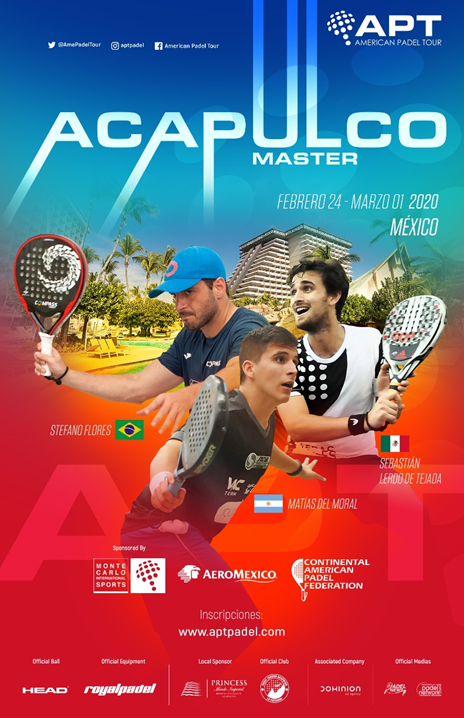 APT
AMERICAN PADEL TOUR
@AmePadelTour
aptpadel
American Padel Tour
ACAPULCO
MASTER
FEBRERO 24 - MARZO 01 2020
MÉXICO
COMPASS
STEFANO FLORES
SEBASTIÁN
LERDO DE TEJADA
MATÍAS DEL MORAL
APT
Sponsored By
MONTE
CARLO
INTERNATIONAL
SPORTS
AEROMEXICO
CONTINENTAL
AMERICAN
PADEL
FEDERATION
Inscripciones:
www.aptpadel.com
Official Ball
Official Equipment
Local Sponsor
Official Club
Associated Company
Official Medias
HEAD
royalpadel
PRINCESS
Mundo Imperial
DOMINION
padel
network